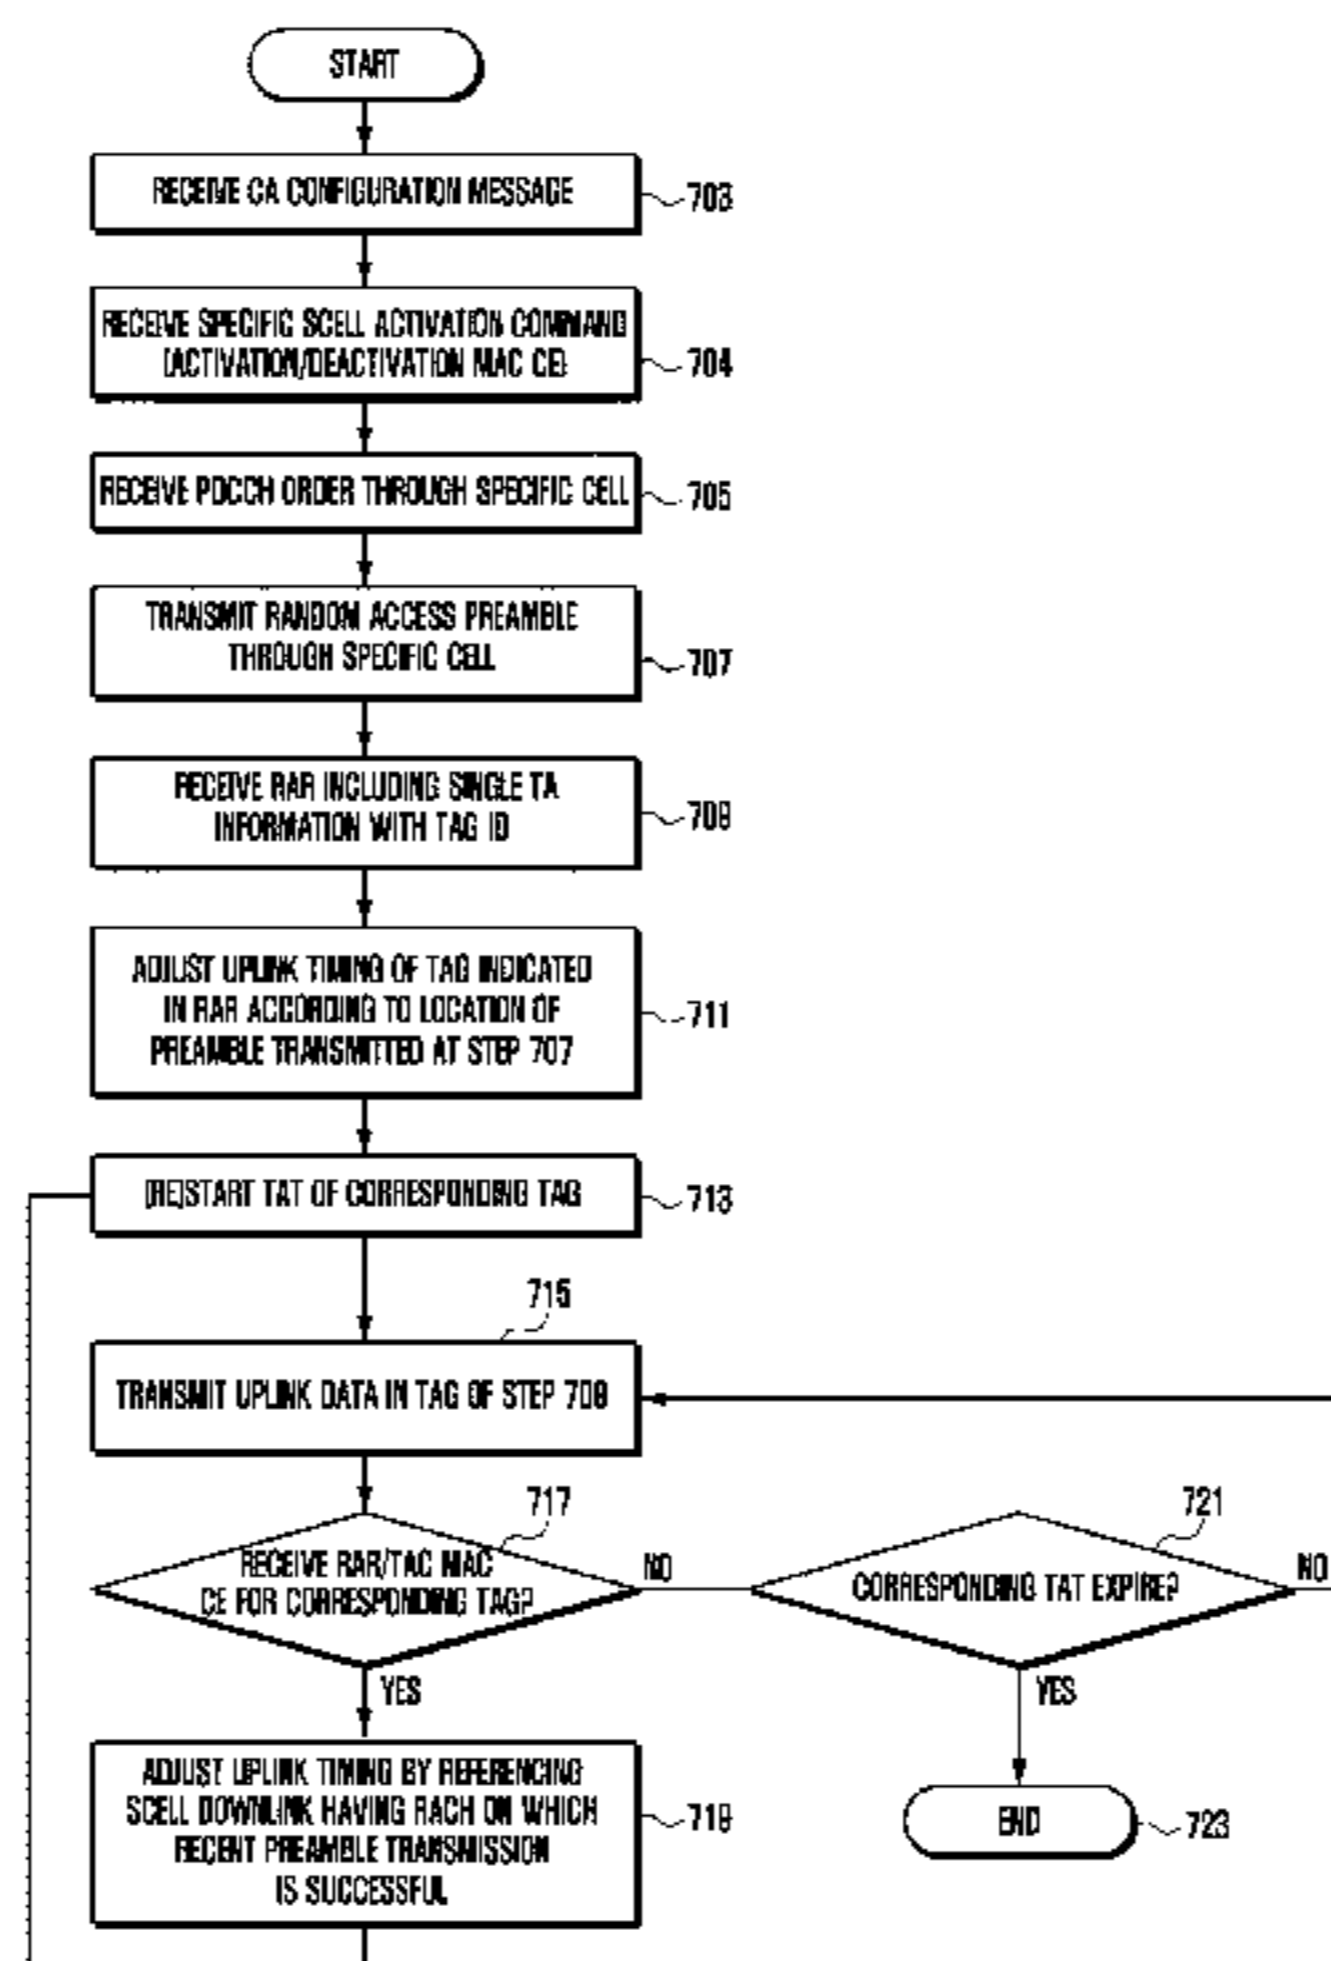 START
RECEIVE CA CONFIGURATION MESSAGE
703
RECEIVE SPECIFIC SCELL ACTIVATION COMMAND
(ACTIVATION/DEACTIVATION MAC CE)
704
RECEIVE PDCCH ORDER THROUGH SPECIFIC CELL
705
TRANSMIT RANDOM ACCESS PREAMBLE
THROUGH SPECIFIC CELL
707
RECEIVE RAR INCLUDING SINGLE TA
INFORMATION WITH TAG ID
709
ADJUST UPLINK TIMING OF TAG INDICATED
IN RAR ACCORDING TO LOCATION OF
PREAMBLE TRANSMITTED AT STEP 707
711
(RE)START TAT OF CORRESPONDING TAG
713
715
TRANSMIT UPLINK DATA IN TAG OF STEP 709
717
RECEIVE RAR/TAC MAC
CE FOR CORRESPONDING TAG?
NO
721
CORRESPONDING TAT EXPIRE?
NO
YES
YES
ADJUST UPLINK TIMING BY REFERENCING
SCELL DOWNLINK HAVING RACH ON WHICH
RECENT PREAMBLE TRANSMISSION
IS SUCCESSFUL
719
END
723